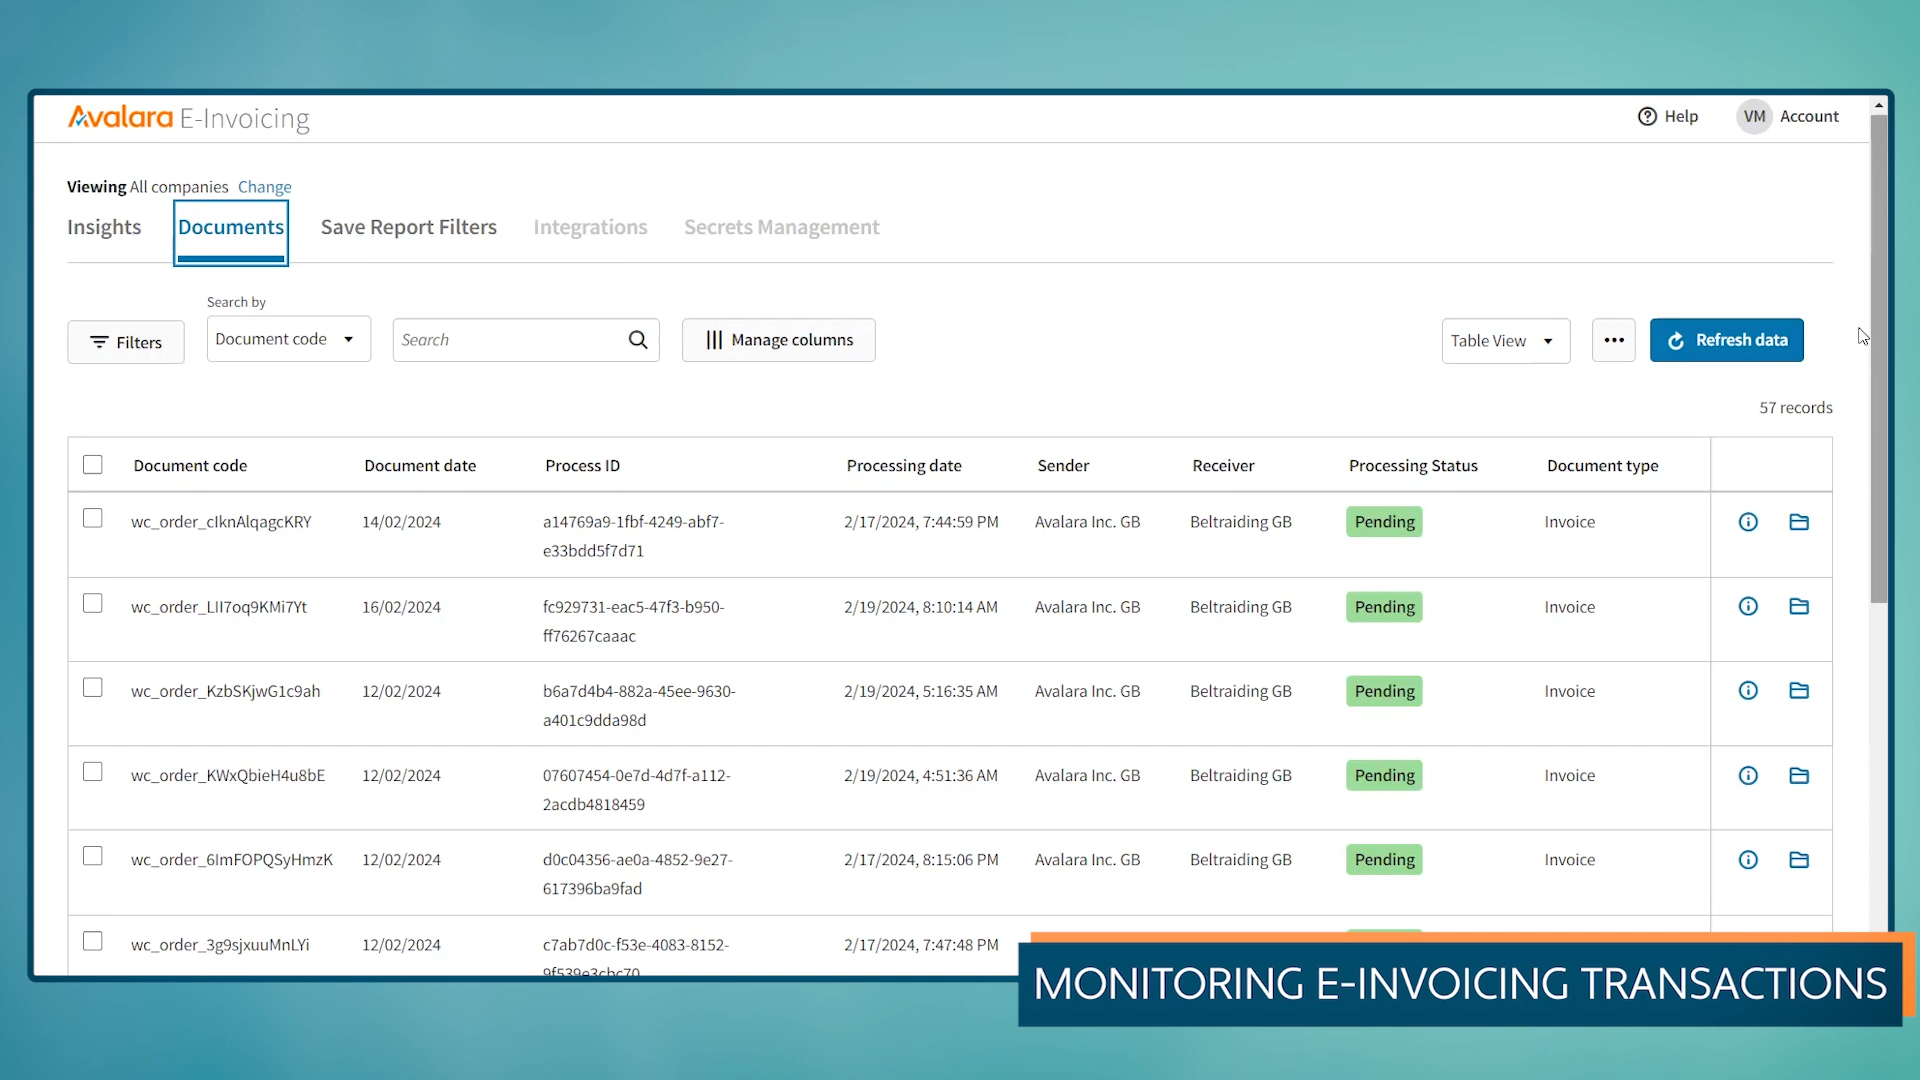 Avalara E-Invoicing
Help
VM Account
Viewing All companies Change
Insights Documents Save Report Filters Integrations Secrets Management
Search by
Filters Document code Search Manage columns Table View Refresh data
57 records
Document code Document date Process ID Processing date Sender Receiver Processing Status Document type
wc_order_cIknAlqagcKRY 14/02/2024 a14769a9-1fbf-4249-abf7- 2/17/2024, 7:44:59 PM Avalara Inc. GB Beltraiding GB Pending Invoice
e33bdd5f7d71
wc_order_LII7oq9KMi7Yt 16/02/2024 fc929731-eac5-47f3-b950- 2/19/2024, 8:10:14 AM Avalara Inc. GB Beltraiding GB Pending Invoice
ff76267caaac
wc_order_KzbSKjwG1c9ah 12/02/2024 b6a7d4b4-882a-45ee-9630- 2/19/2024, 5:16:35 AM Avalara Inc. GB Beltraiding GB Pending Invoice
a401c9dda98d
wc_order_KWxQbieH4u8bE 12/02/2024 07607454-0e7d-4d7f-a112- 2/19/2024, 4:51:36 AM Avalara Inc. GB Beltraiding GB Pending Invoice
2acdb4818459
wc_order_6ImFOPQSyHmzK 12/02/2024 d0c04356-ae0a-4852-9e27- 2/17/2024, 8:15:06 PM Avalara Inc. GB Beltraiding GB Pending Invoice
617396ba9fad
wc_order_3g9sjxuuMnLYi 12/02/2024 c7ab7d0c-f53e-4083-8152- 2/17/2024, 7:47:48 PM
9f539e3cbc70
MONITORING E-INVOICING TRANSACTIONS